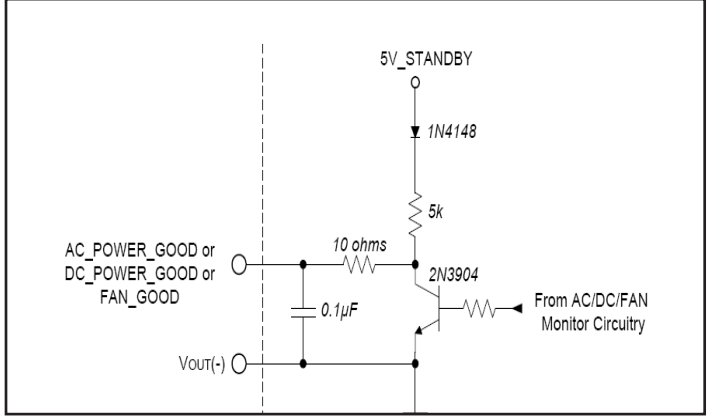 5V_STANDBY
1N4148
5k
10 ohms
AC_POWER_GOOD or
DC_POWER_GOOD or
FAN_GOOD
2N3904
0.1µF
From AC/DC/FAN
Monitor Circuitry
VOUT(-)